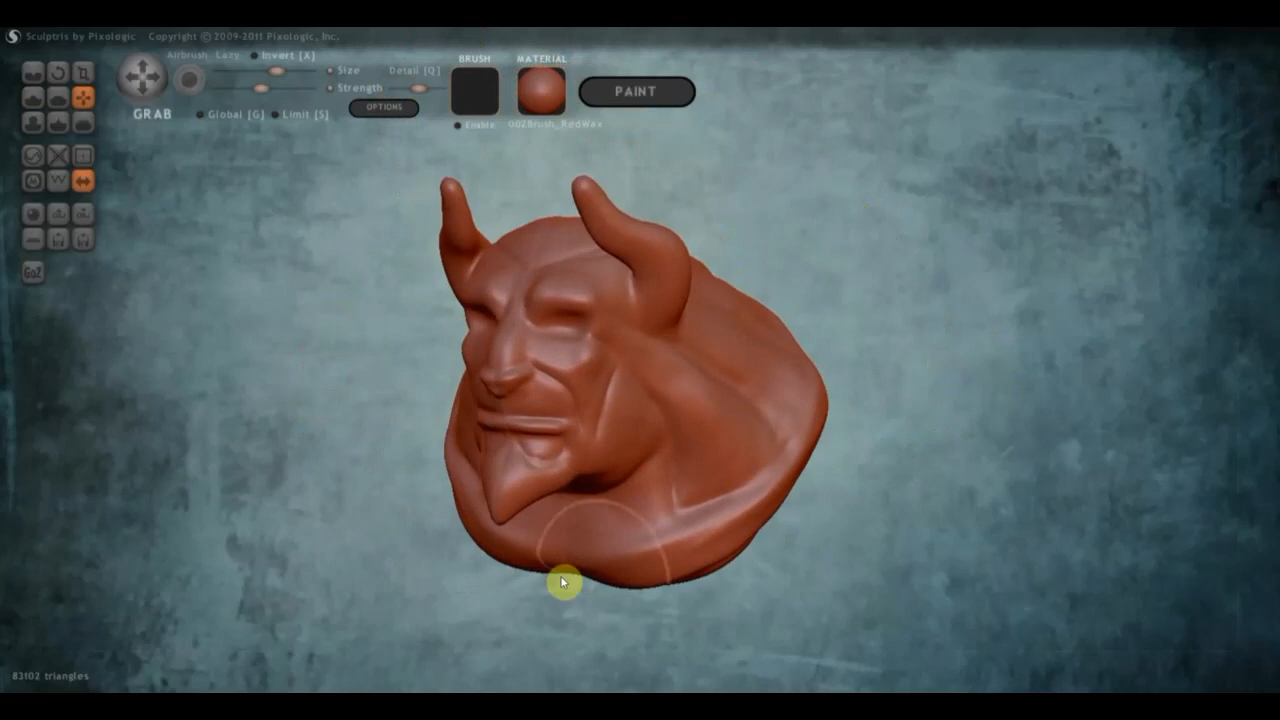 Sculptris by Pixologic Copyright © 2009-2011 Pixologic, Inc.
Airbrush Lazy Invert [X]
Size Detail [Q]
Strength
GRAB Global [G] Limit [S] OPTIONS
BRUSH
Enable
MATERIAL
PAINT
GoZ
83102 triangles